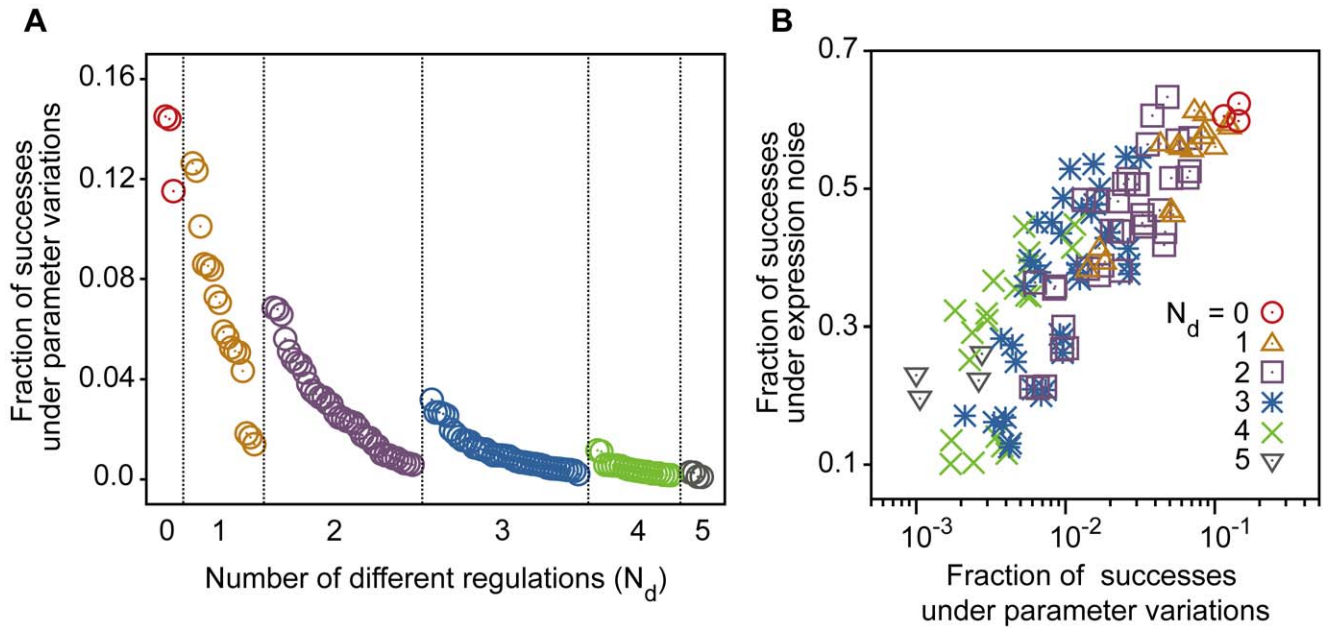 A
Fraction of successes
under parameter variations
0.16
0.12
0.08
0.04
0.0
0 1 2 3 4 5
Number of different regulations (N_d)
B
Fraction of successes
under expression noise
0.7
0.5
0.3
0.1
N_d = 0
1
2
3
4
5
10^-3 10^-2 10^-1
Fraction of successes
under parameter variations